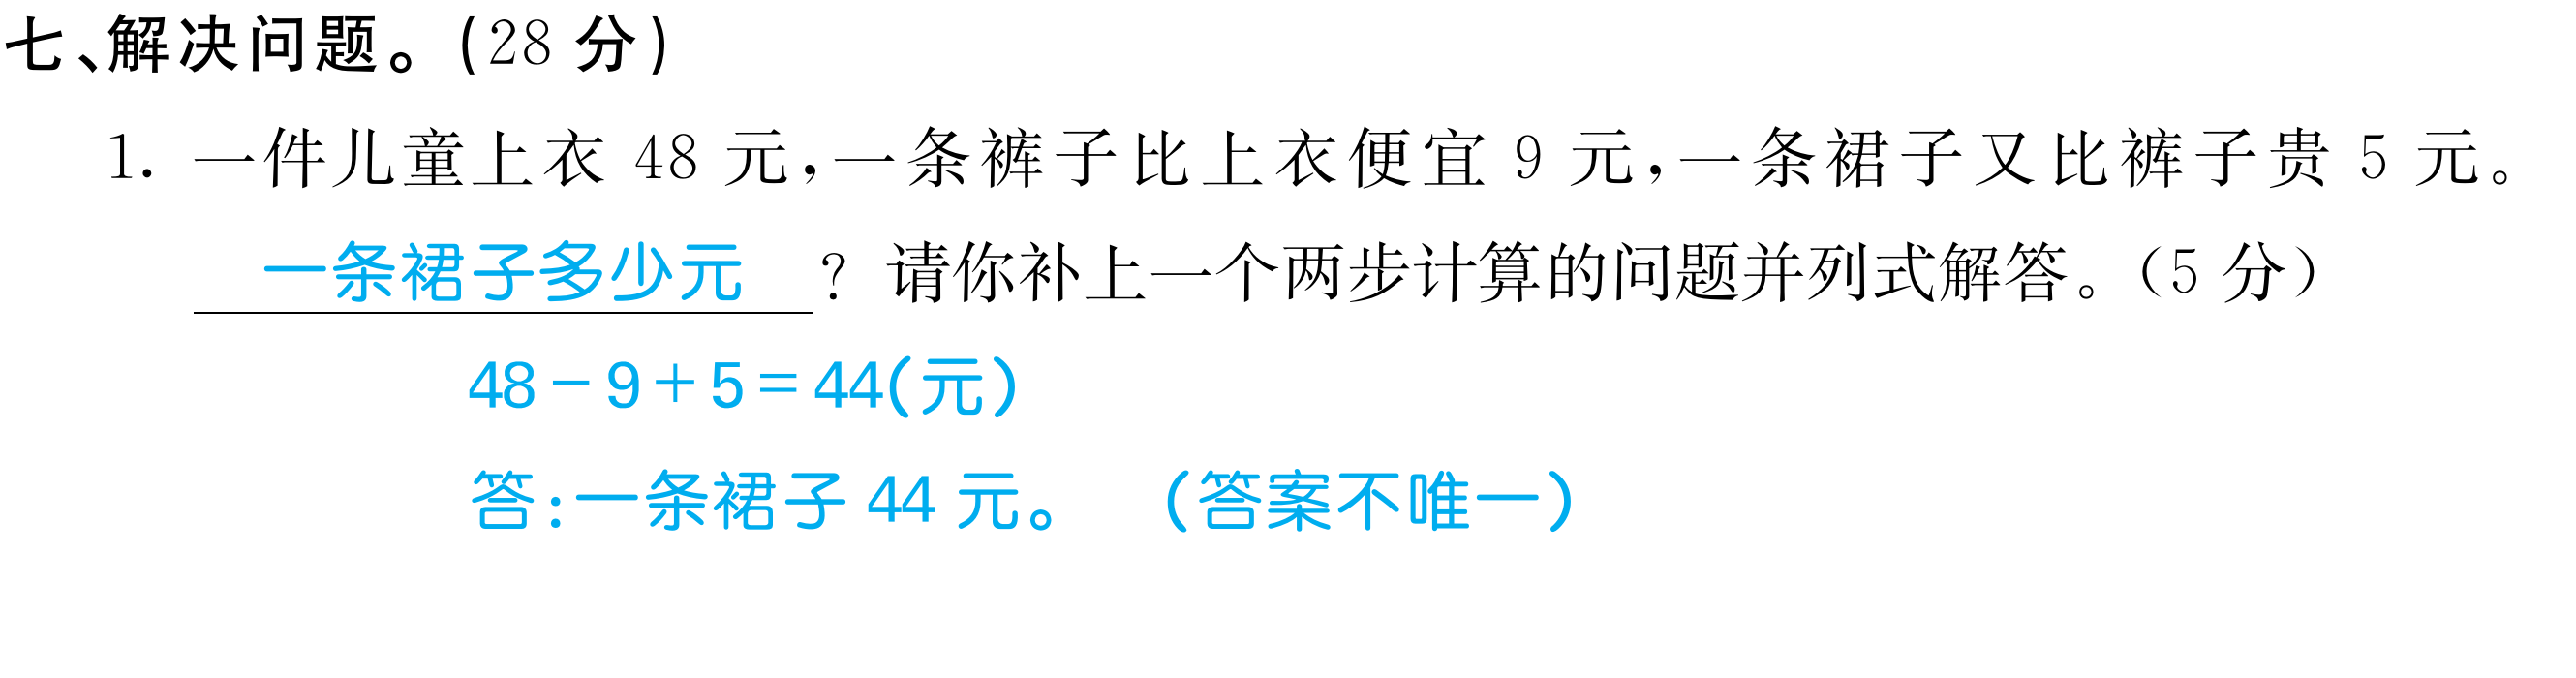 七、解决问题。(28 分)
1. 一件儿童上衣 48 元,一条裤子比上衣便宜 9 元,一条裙子又比裤子贵 5 元。
一条裙子多少元？请你补上一个两步计算的问题并列式解答。(5 分)
48－9＋5＝44(元)
答:一条裙子 44 元。 (答案不唯一)